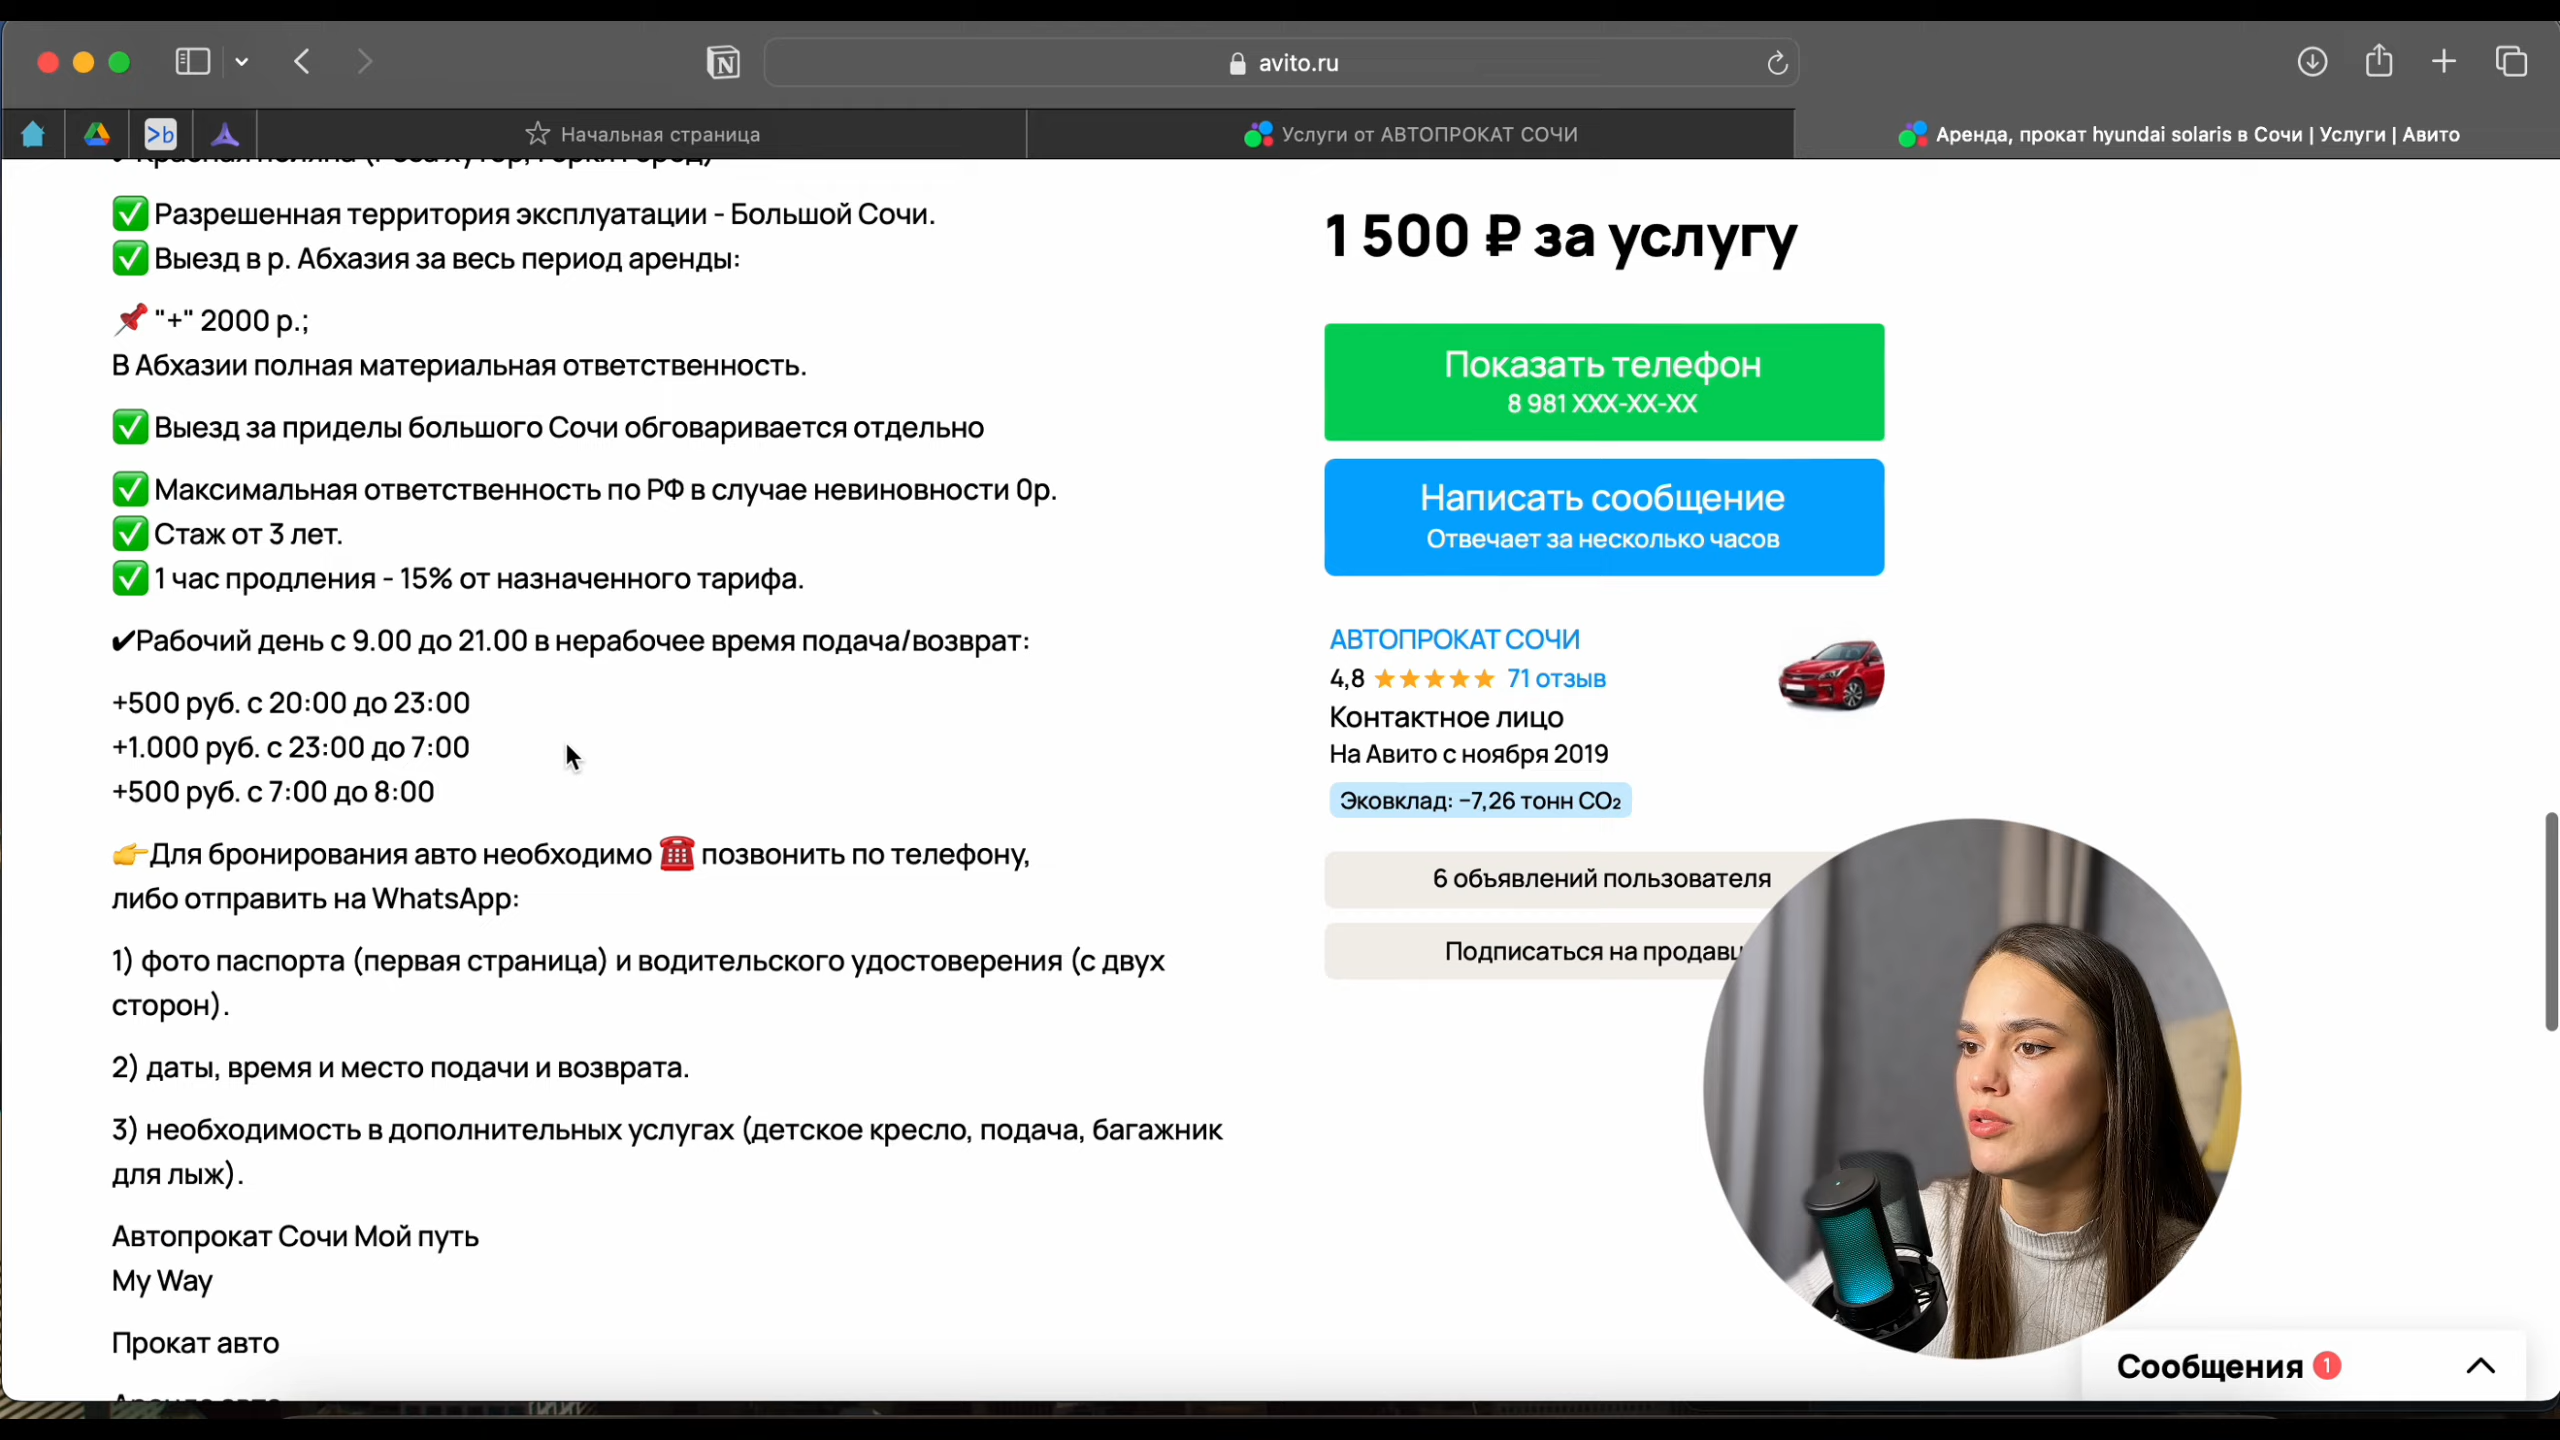 avito.ru
Начальная страница
Услуги от АВТОПРОКАТ СОЧИ
Аренда, прокат hyundai solaris в Сочи | Услуги | Авито
✅ Разрешенная территория эксплуатации - Большой Сочи.
✅ Выезд в р. Абхазия за весь период аренды:
📌 "+" 2000 р.;
В Абхазии полная материальная ответственность.
✅ Выезд за приделы большого Сочи обговаривается отдельно
✅ Максимальная ответственность по РФ в случае невиновности 0р.
✅ Стаж от 3 лет.
✅ 1 час продления - 15% от назначенного тарифа.
✔Рабочий день с 9.00 до 21.00 в нерабочее время подача/возврат:
+500 руб. с 20:00 до 23:00
+1.000 руб. с 23:00 до 7:00
+500 руб. с 7:00 до 8:00
👉Для бронирования авто необходимо ☎ позвонить по телефону,
либо отправить на WhatsApp:
1) фото паспорта (первая страница) и водительского удостоверения (с двух
сторон).
2) даты, время и место подачи и возврата.
3) необходимость в дополнительных услугах (детское кресло, подача, багажник
для лыж).
Автопрокат Сочи Мой путь
My Way
Прокат авто
1 500 ₽ за услугу
Показать телефон
8 981 XXX-XX-XX
Написать сообщение
Отвечает за несколько часов
АВТОПРОКАТ СОЧИ
4,8 ★★★★★ 71 отзыв
Контактное лицо
На Авито с ноября 2019
Эковклад: −7,26 тонн CO₂
6 объявлений пользователя
Подписаться на
Сообщения 1